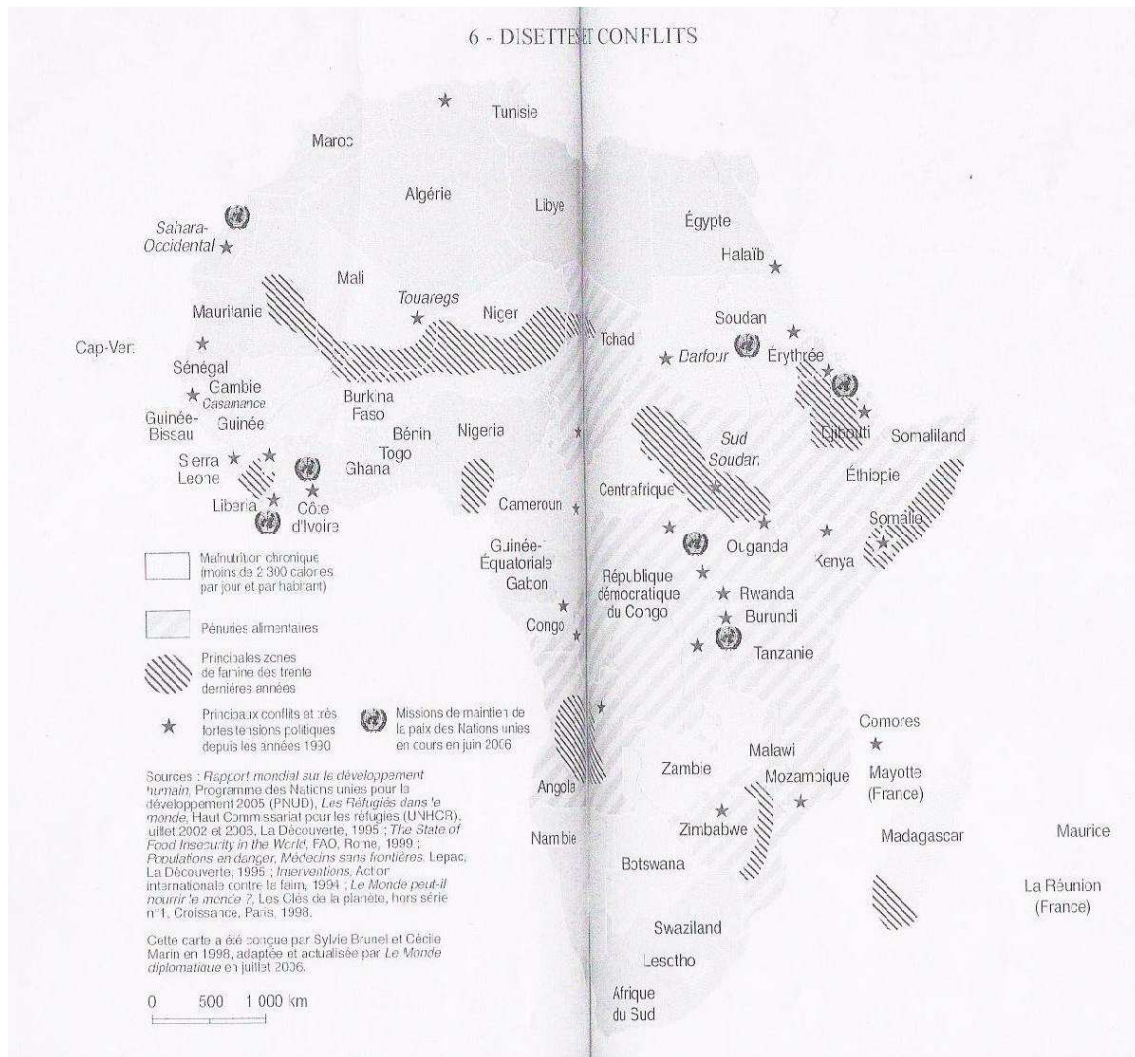 6 - DISETTES ET CONFLITS
Tunisie
Maroc
Algérie
Libye
Égypte
Sahara-
Occidental
Halaïb
Mali
Touaregs
Niger
Mauritanie
Soudan
Tchad
Cap-Vert
Darfour
Érythrée
Sénégal
Gambie
Casamance
Burkina
Faso
Guinée-
Bissau
Guinée
Bénin
Nigeria
Togo
Ghana
Sud
Soudan
Djibouti
Somaliland
Sierra
Leone
Éthiopie
Liberia
Côte
d'Ivoire
Cameroun
Centrafrique
Somalie
Ouganda
Kenya
Guinée-
Équatoriale
Gabon
République
démocratique
du Congo
Rwanda
Burundi
Congo
Tanzanie
Malnutrition chronique
(moins de 2 300 calories
par jour et par habitant)
Pénuries alimentaires
Principales zones
de famine des trente
dernières années
Principaux conflits et très
fortes tensions politiques
depuis les années 1990
Missions de maintien de
la paix des Nations unies
en cours en juin 2006
Comores
Malawi
Zambie
Mozambique
Mayotte
(France)
Angola
Zimbabwe
Namibie
Madagascar
Maurice
Botswana
La Réunion
(France)
Swaziland
Lesotho
Afrique
du Sud
Sources : Rapport mondial sur le développement
humain, Programme des Nations unies pour la
développement 2005 (PNUD), Les Réfugiés dans le
monde, Haut Commissariat pour les réfugiés (UNHCR),
juillet 2002 et 2003, La Découverte, 1995 ; The State of
Food Insecurity in the World, FAO, Rome, 1999 ;
Populations en danger, Médecins sans frontières, Lepac,
La Découverte, 1995 ; Interventions, Action
internationale contre la faim, 1994 ; Le Monde peut-il
nourrir le monde ?, Les Clés de la planète, hors série
n°1, Croissance, Paris, 1998.
Cette carte a été conçue par Sylvie Brunel et Cécile
Marin en 1998, adaptée et actualisée par Le Monde
diplomatique en juillet 2006.
0 500 1 000 km